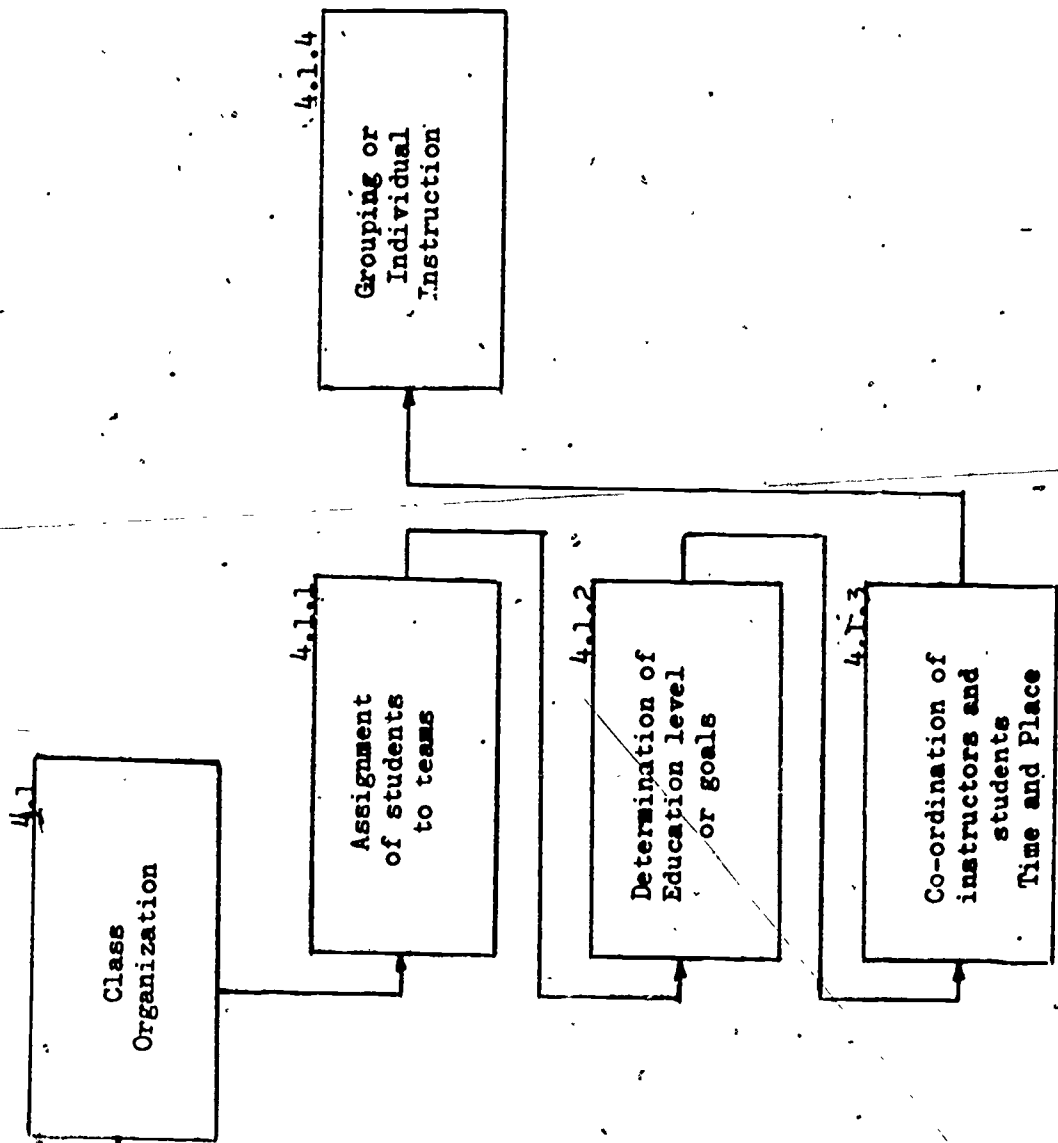 4.1
Class
Organization
4.1.1
Assignment
of students
to teams
4.1.2
Determination of
Education level
or goals
4.1.3
Co-ordination of
instructors and
students
Time and Place
4.1.4
Grouping or
Individual
Instruction